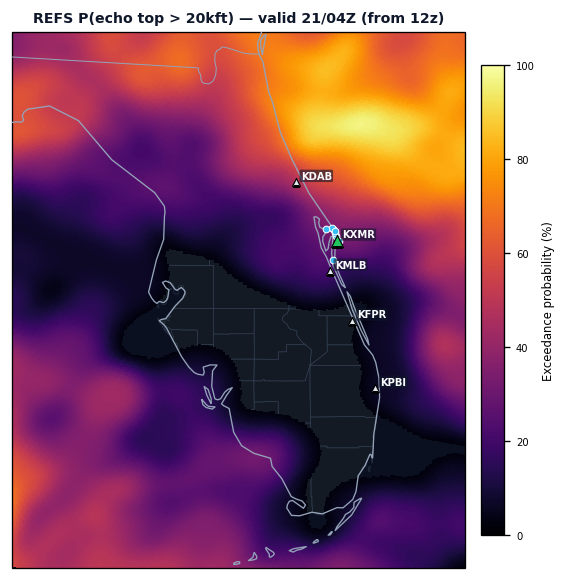 REFS P(echo top > 20kft) — valid 21/04Z (from 12z)
KDAB
KXMR
KMLB
KFPR
KPBI
100
80
60
40
20
0
Exceedance probability (%)